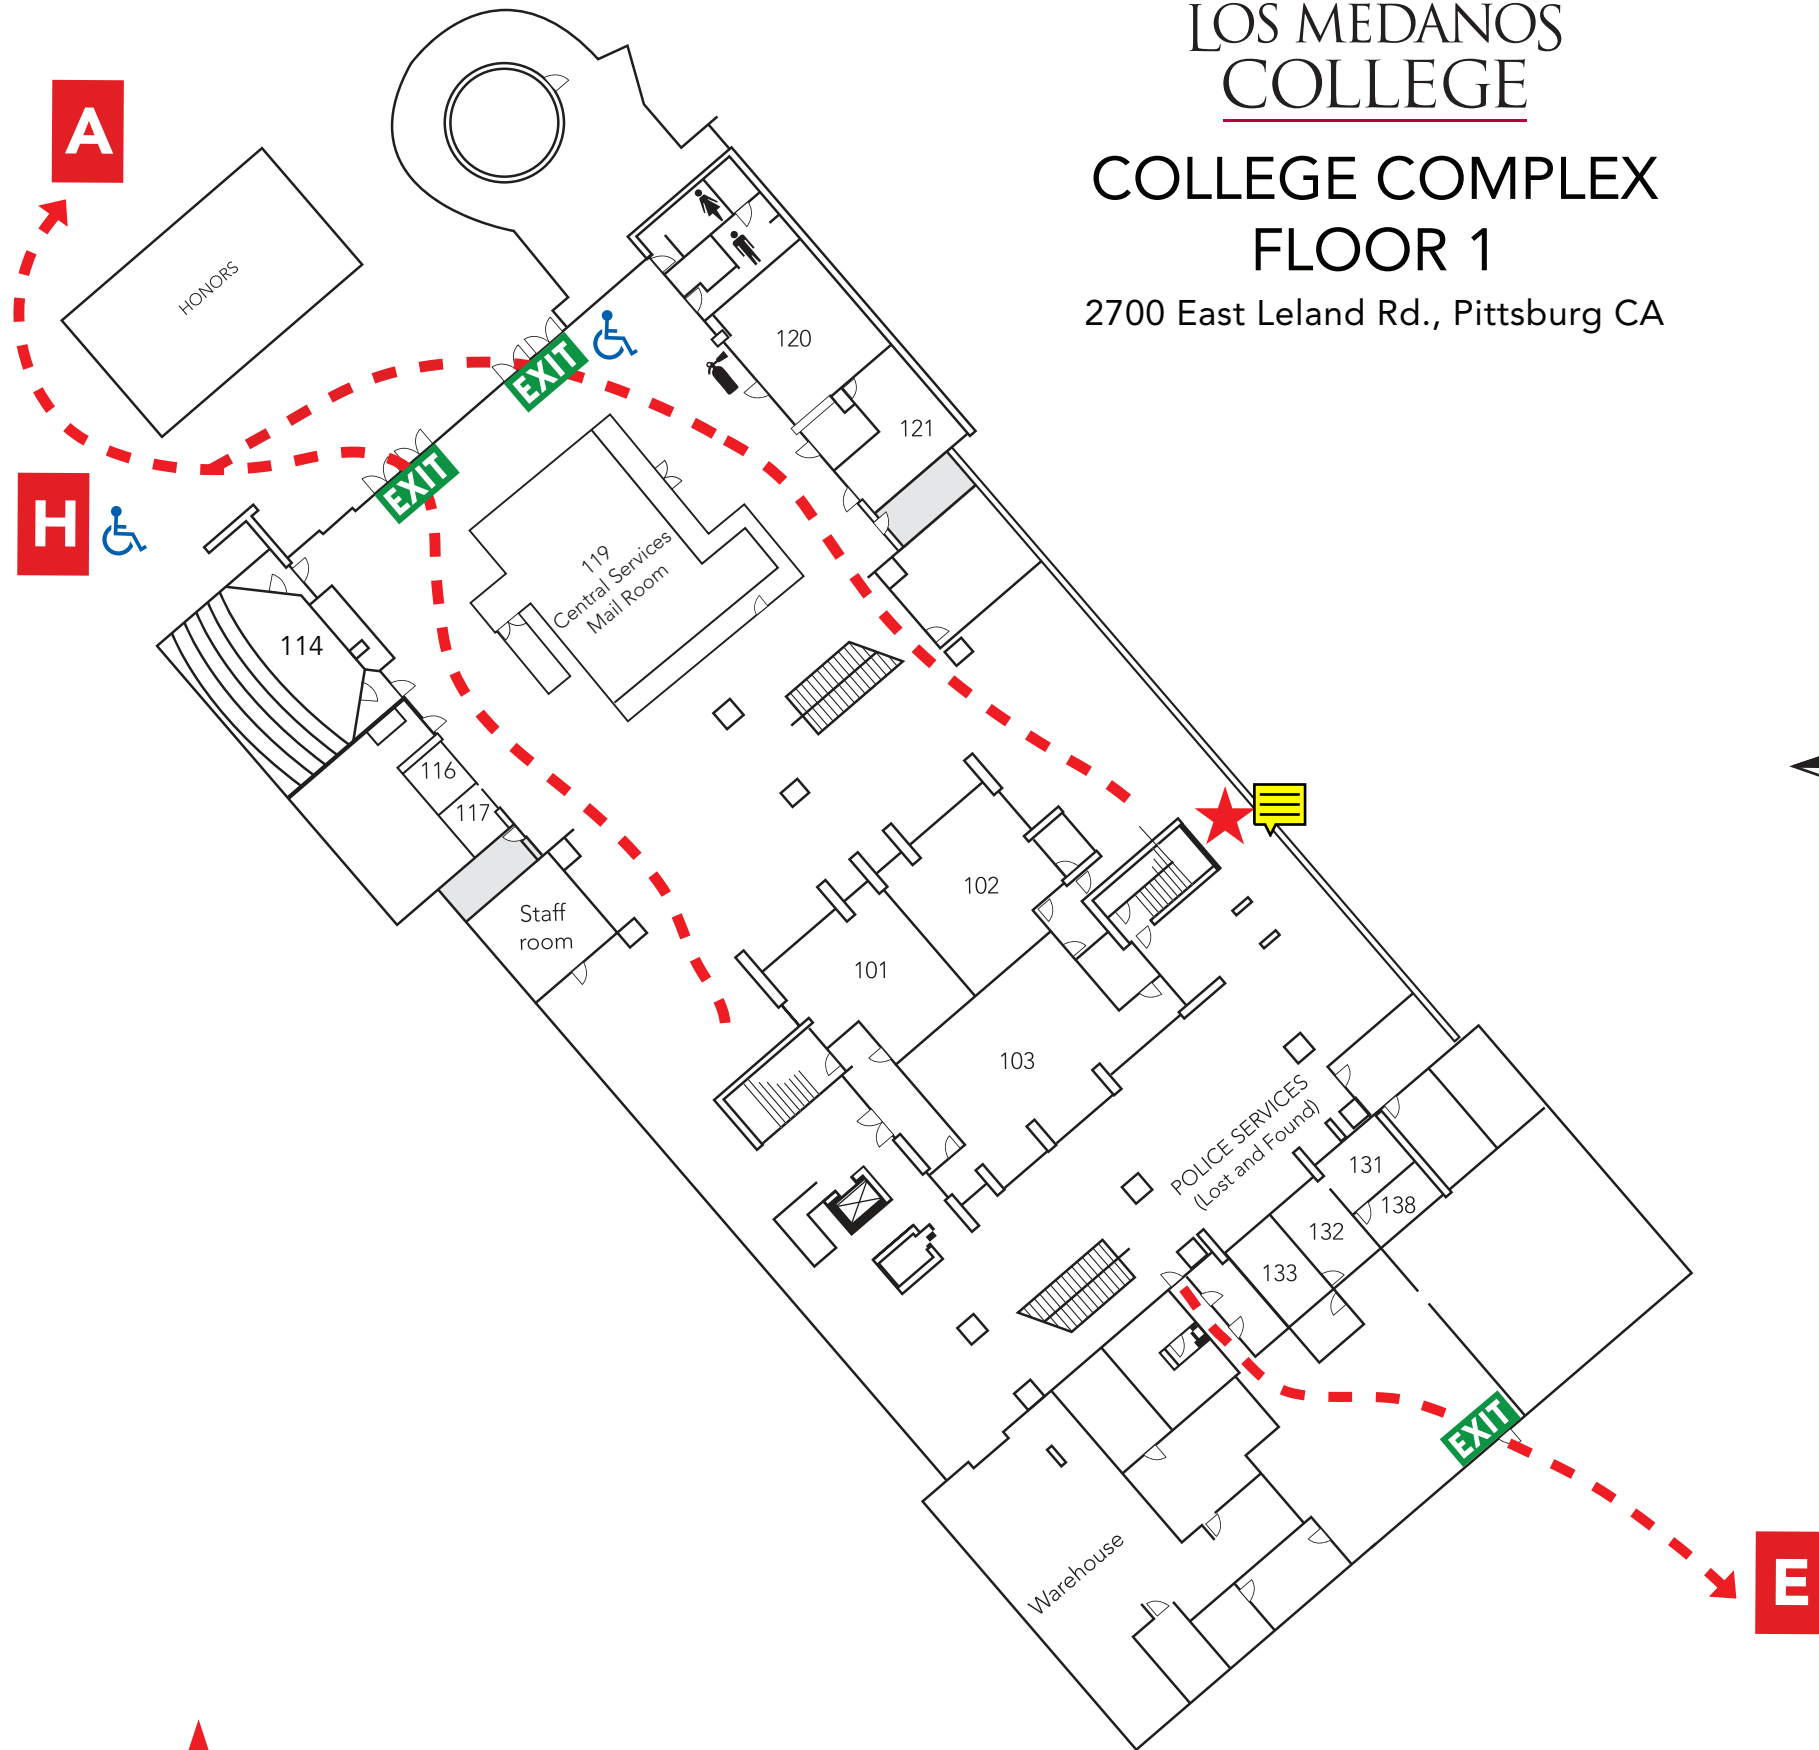 LOS MEDANOS
COLLEGE
COLLEGE COMPLEX
FLOOR 1
2700 East Leland Rd., Pittsburg CA
A
HONORS
EXIT
120
121
EXIT
H
119
Central Services
Mail Room
114
116
117
Staff
room
102
101
103
POLICE SERVICES
(Lost and Found)
131
138
132
133
EXIT
Warehouse
E